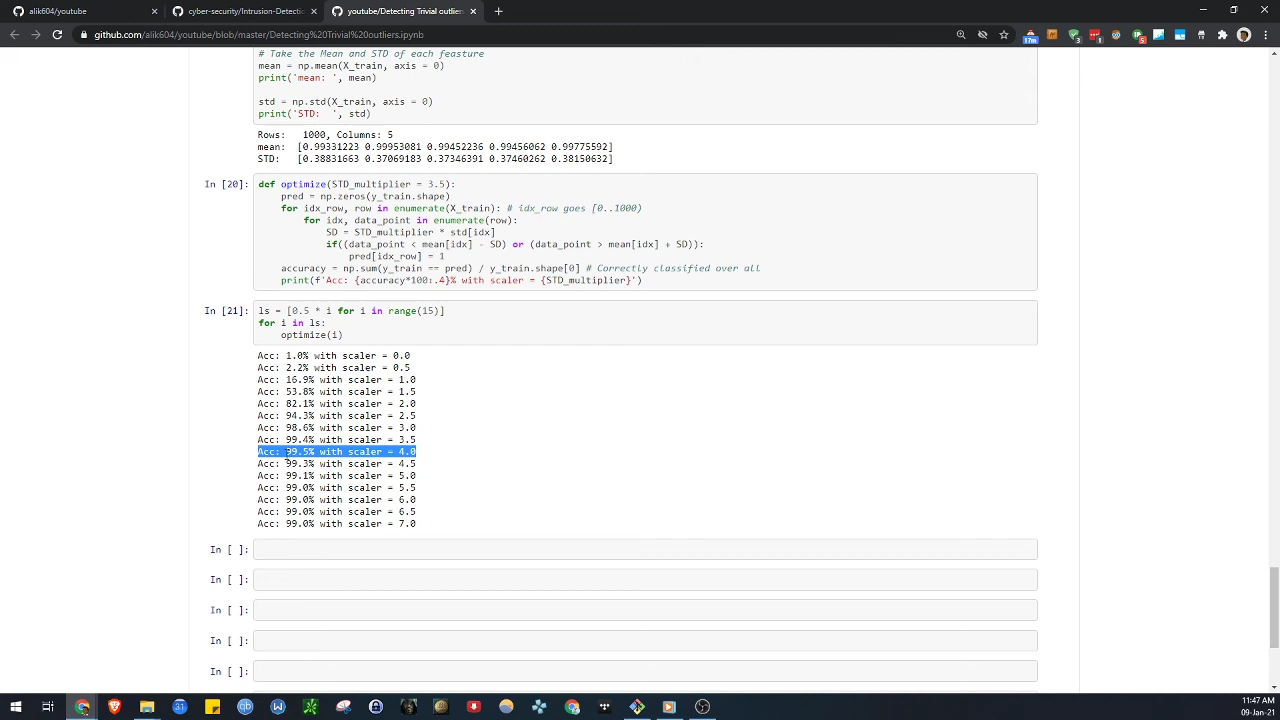 alik604/youtube
cyber-security/Intrusion-Detectio
youtube/Detecting Trivial outliers
github.com/alik604/youtube/blob/master/Detecting%20Trivial%20outliers.ipynb
# Take the Mean and STD of each feasture
mean = np.mean(X_train, axis = 0)
print('mean: ', mean)
std = np.std(X_train, axis = 0)
print('STD:  ', std)
Rows:   1000, Columns: 5
mean:  [0.99331223 0.99953081 0.99452236 0.99456062 0.99775592]
STD:   [0.38831663 0.37069183 0.37346391 0.37460262 0.38150632]
In [20]:
def optimize(STD_multiplier = 3.5):
    pred = np.zeros(y_train.shape)
    for idx_row, row in enumerate(X_train): # idx_row goes [0..1000)
        for idx, data_point in enumerate(row):
            SD = STD_multiplier * std[idx]
            if((data_point < mean[idx] - SD) or (data_point > mean[idx] + SD)):
                pred[idx_row] = 1
    accuracy = np.sum(y_train == pred) / y_train.shape[0] # Correctly classified over all
    print(f'Acc: {accuracy*100:.4}% with scaler = {STD_multiplier}')
In [21]:
ls = [0.5 * i for i in range(15)]
for i in ls:
    optimize(i)
Acc: 1.0% with scaler = 0.0
Acc: 2.2% with scaler = 0.5
Acc: 16.9% with scaler = 1.0
Acc: 53.8% with scaler = 1.5
Acc: 82.1% with scaler = 2.0
Acc: 94.3% with scaler = 2.5
Acc: 98.6% with scaler = 3.0
Acc: 99.4% with scaler = 3.5
Acc: 99.5% with scaler = 4.0
Acc: 99.3% with scaler = 4.5
Acc: 99.1% with scaler = 5.0
Acc: 99.0% with scaler = 5.5
Acc: 99.0% with scaler = 6.0
Acc: 99.0% with scaler = 6.5
Acc: 99.0% with scaler = 7.0
In [ ]:
In [ ]:
In [ ]:
In [ ]:
In [ ]:
11:47 AM
09-Jan-21